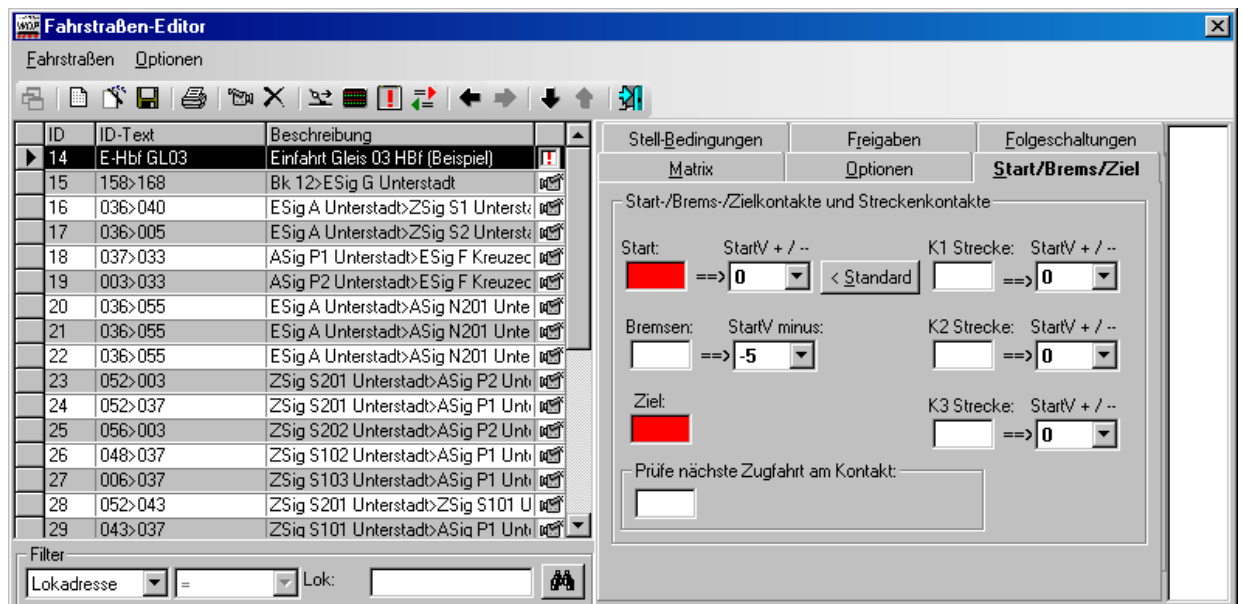 Fahrstraßen-Editor
Fahrstraßen Optionen
ID ID-Text Beschreibung
14 E-Hbf GL03 Einfahrt Gleis 03 HBf (Beispiel)
15 158>168 Bk 12>ESig G Unterstadt
16 036>040 ESig A Unterstadt>ZSig S1 Untersta
17 036>005 ESig A Unterstadt>ZSig S2 Untersta
18 037>033 ASig P1 Unterstadt>ESig F Kreuzec
19 003>033 ASig P2 Unterstadt>ESig F Kreuzec
20 036>055 ESig A Unterstadt>ASig N201 Unte
21 036>055 ESig A Unterstadt>ASig N201 Unte
22 036>055 ESig A Unterstadt>ASig N201 Unte
23 052>003 ZSig S201 Unterstadt>ASig P2 Unt
24 052>037 ZSig S201 Unterstadt>ASig P1 Unt
25 056>003 ZSig S202 Unterstadt>ASig P2 Unt
26 048>037 ZSig S102 Unterstadt>ASig P1 Unt
27 006>037 ZSig S103 Unterstadt>ASig P1 Unt
28 052>043 ZSig S201 Unterstadt>ZSig S101 U
29 043>037 ZSig S101 Unterstadt>ASig P1 Unt
Filter
Lokadresse = Lok:
Stell-Bedingungen Freigaben Folgeschaltungen
Matrix Optionen Start/Brems/Ziel
Start-/Brems-/Zielkontakte und Streckenkontakte
Start: StartV + / -- K1 Strecke: StartV + / --
==> 0 < Standard ==> 0
Bremsen: StartV minus: K2 Strecke: StartV + / --
==> -5 ==> 0
Ziel: K3 Strecke: StartV + / --
==> 0
Prüfe nächste Zugfahrt am Kontakt: